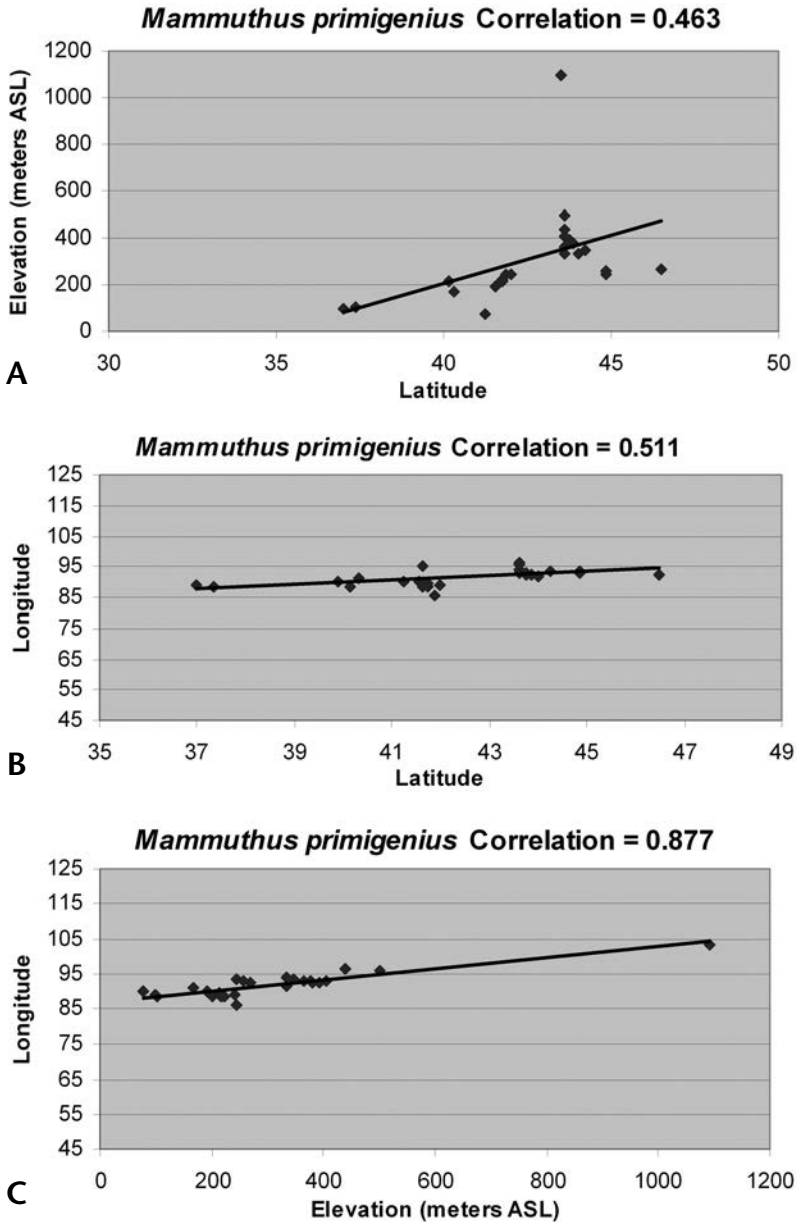 Mammuthus primigenius Correlation = 0.463
1200
1000
800
600
400
200
0
Elevation (meters ASL)
30 35 40 45 50
Latitude
A
Mammuthus primigenius Correlation = 0.511
125
115
105
95
85
75
65
55
45
Longitude
35 37 39 41 43 45 47 49
Latitude
B
Mammuthus primigenius Correlation = 0.877
125
115
105
95
85
75
65
55
45
Longitude
0 200 400 600 800 1000 1200
Elevation (meters ASL)
C